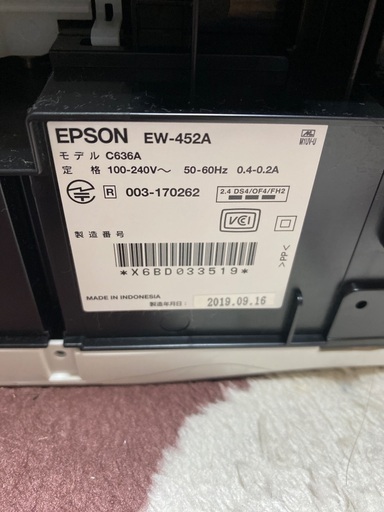 EPSON EW-452A
モデル C636A
定 格 100-240V～ 50-60Hz 0.4-0.2A
R 003-170262 2.4 DS4/OF4/FH2
VCCI
>PP<
製造番号
*X6BD033519*
MADE IN INDONESIA 製造年月日: 2019.09.16